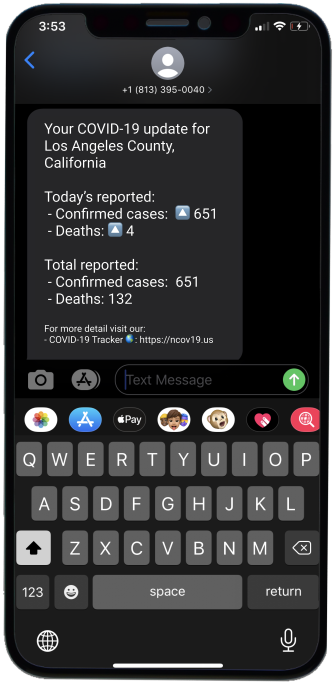 3:53
+1 (813) 395-0040 >
Your COVID-19 update for
Los Angeles County,
California
Today's reported:
- Confirmed cases: 🔼 651
- Deaths: 🔼 4
Total reported:
- Confirmed cases: 651
- Deaths: 132
For more detail visit our:
- COVID-19 Tracker 🌎: https://ncov19.us
Text Message
Pay
Q W E R T Y U I O P
A S D F G H J K L
Z X C V B N M
123 space return